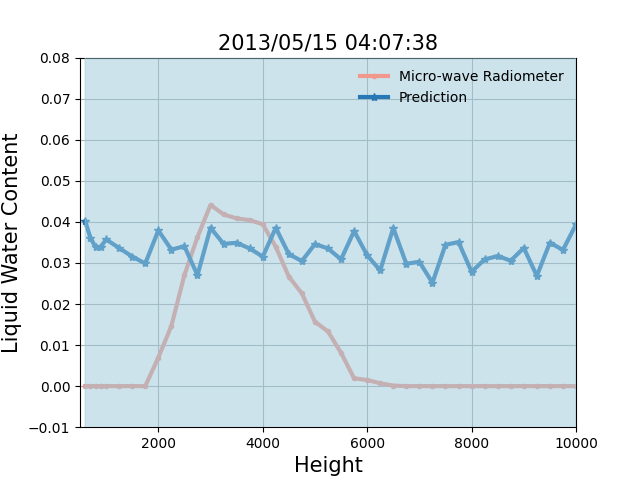 2013/05/15 04:07:38
Micro-wave Radiometer
Prediction
Liquid Water Content
0.08
0.07
0.06
0.05
0.04
0.03
0.02
0.01
0.00
−0.01
2000 4000 6000 8000 10000
Height